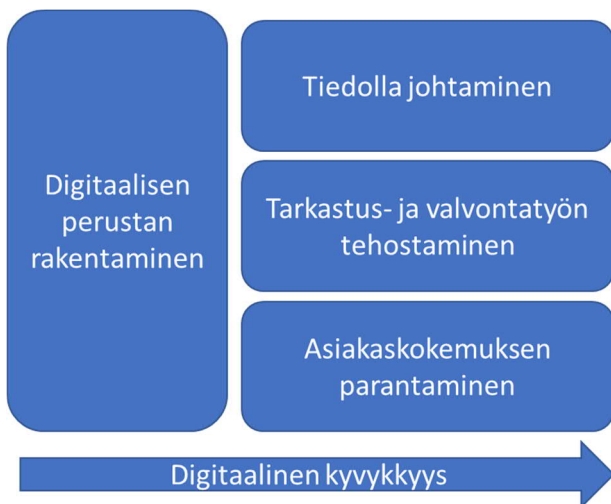 Digitaalisen
perustan
rakentaminen
Tiedolla johtaminen
Tarkastus- ja valvontatyön
tehostaminen
Asiakaskokemuksen
parantaminen
Digitaalinen kyvykkyys